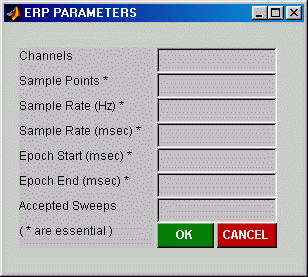 ERP PARAMETERS
Channels
Sample Points *
Sample Rate (Hz) *
Sample Rate (msec) *
Epoch Start (msec) *
Epoch End (msec) *
Accepted Sweeps
( * are essential )
OK CANCEL